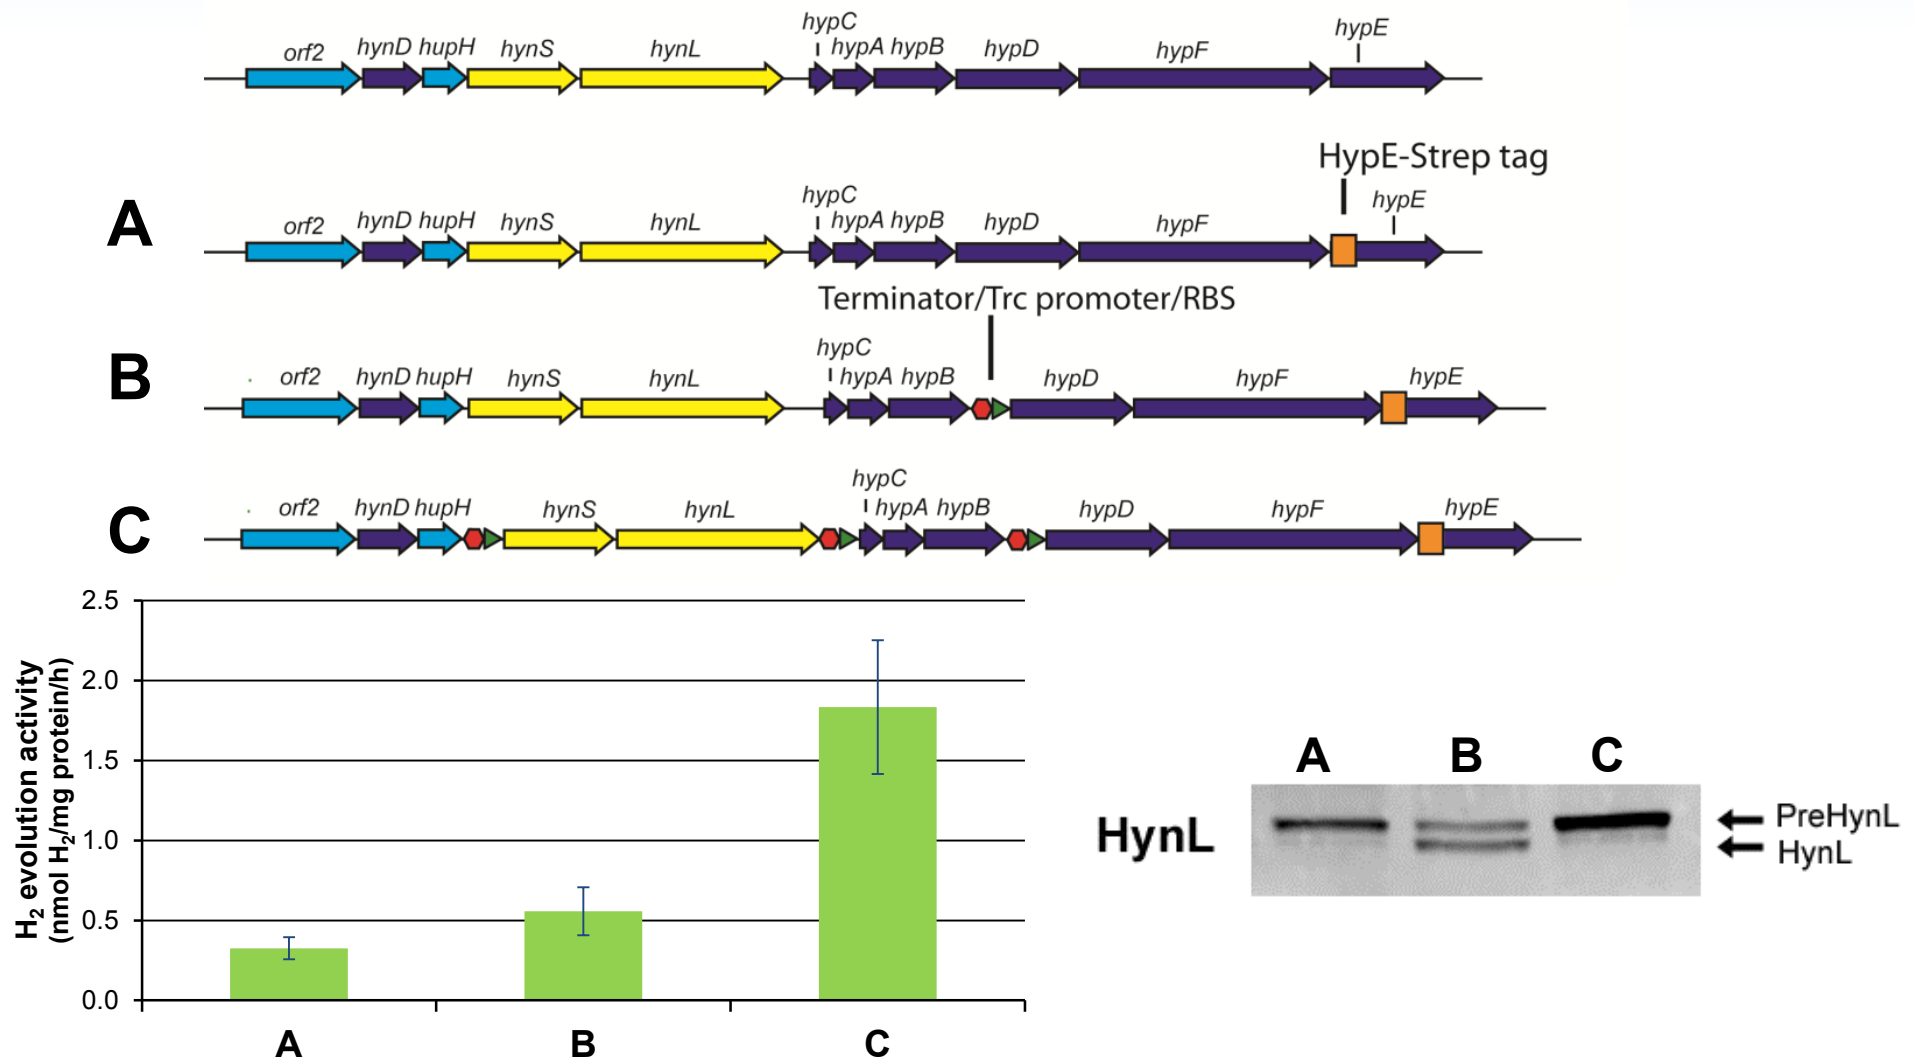 hypC
orf2 hynD hupH hynS hynL hypA hypB hypD hypF hypE
HypE-Strep tag
A
hypC
orf2 hynD hupH hynS hynL hypA hypB hypD hypF hypE
Terminator/Trc promoter/RBS
B
hypC
orf2 hynD hupH hynS hynL hypA hypB hypD hypF hypE
C
hypC
orf2 hynD hupH hynS hynL hypA hypB hypD hypF hypE
H₂ evolution activity
(nmol H₂/mg protein/h)
2.5
2.0
1.5
1.0
0.5
0.0
A B C
A B C
HynL
PreHynL
HynL